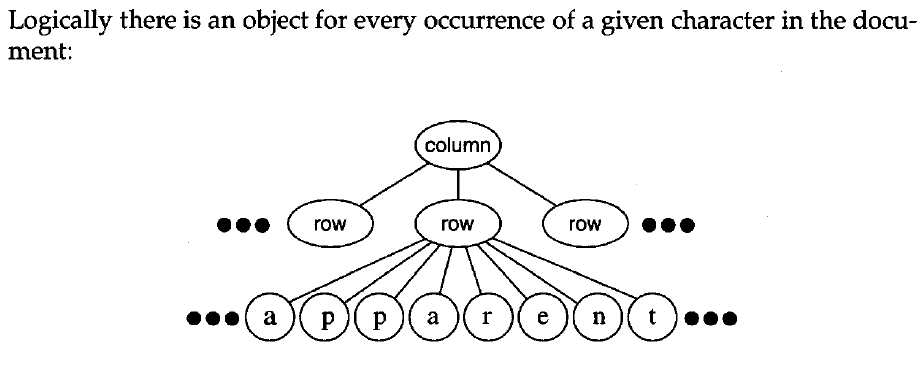 Logically there is an object for every occurrence of a given character in the docu-
ment:
column
row row row
a p p a r e n t